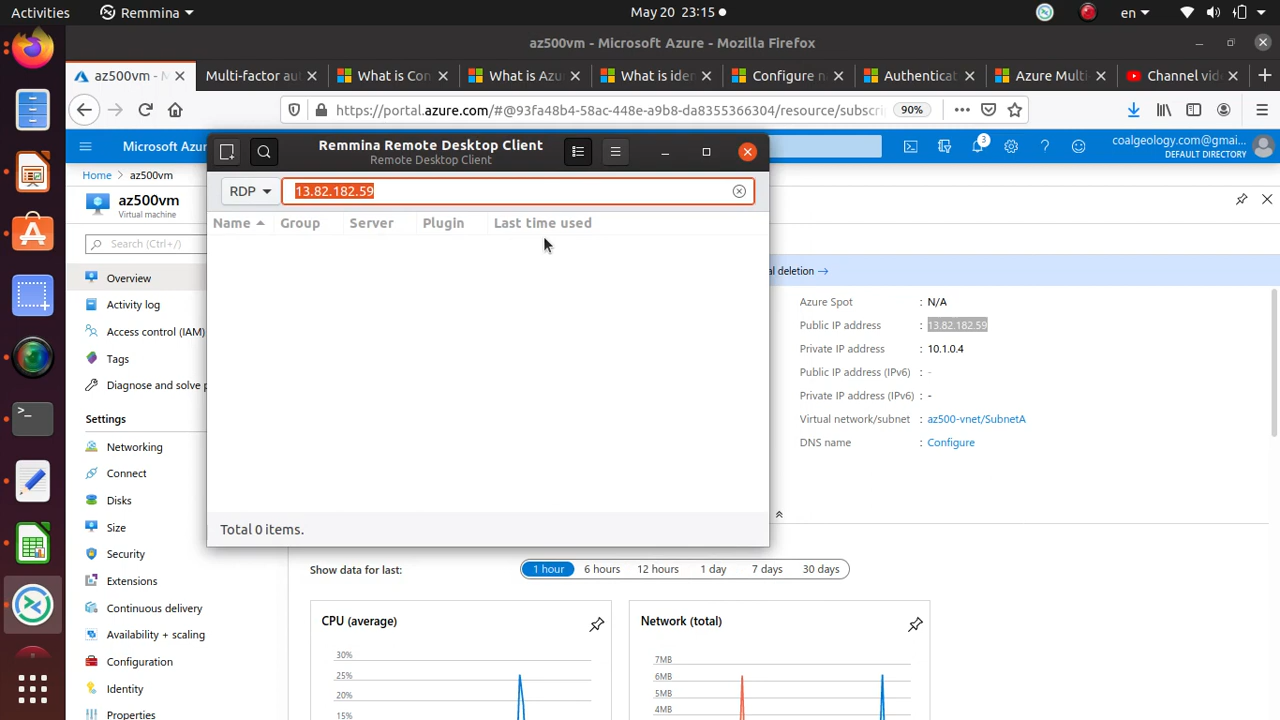 Activities
Remmina
May 20 23:15
en
az500vm - Microsoft Azure - Mozilla Firefox
az500vm -
Multi-factor au
What is Con
What is Azu
What is iden
Configure n
Authenticat
Azure Multi
Channel vid
https://portal.azure.com/#@93fa48b4-58ac-448e-a9b8-da8355366304/resource/subscri
90%
Microsoft Az
3
coalgeology.com@gmai...
DEFAULT DIRECTORY
Remmina Remote Desktop Client
Remmina Remote Desktop Client
RDP
13.82.182.59
Name
Group
Server
Plugin
Last time used
Total 0 items.
Home > az500vm
az500vm
Virtual machine
Search (Ctrl+/)
Overview
Activity log
Access control (IAM)
Tags
Diagnose and solve p
Settings
Networking
Connect
Disks
Size
Security
Extensions
Continuous delivery
Availability + scaling
Configuration
Identity
Properties
al deletion →
Azure Spot : N/A
Public IP address : 13.82.182.59
Private IP address : 10.1.0.4
Public IP address (IPv6) : -
Private IP address (IPv6) : -
Virtual network/subnet : az500-vnet/SubnetA
DNS name : Configure
Show data for last:
1 hour
6 hours
12 hours
1 day
7 days
30 days
CPU (average)
30%
25%
20%
15%
Network (total)
7MB
6MB
5MB
4MB